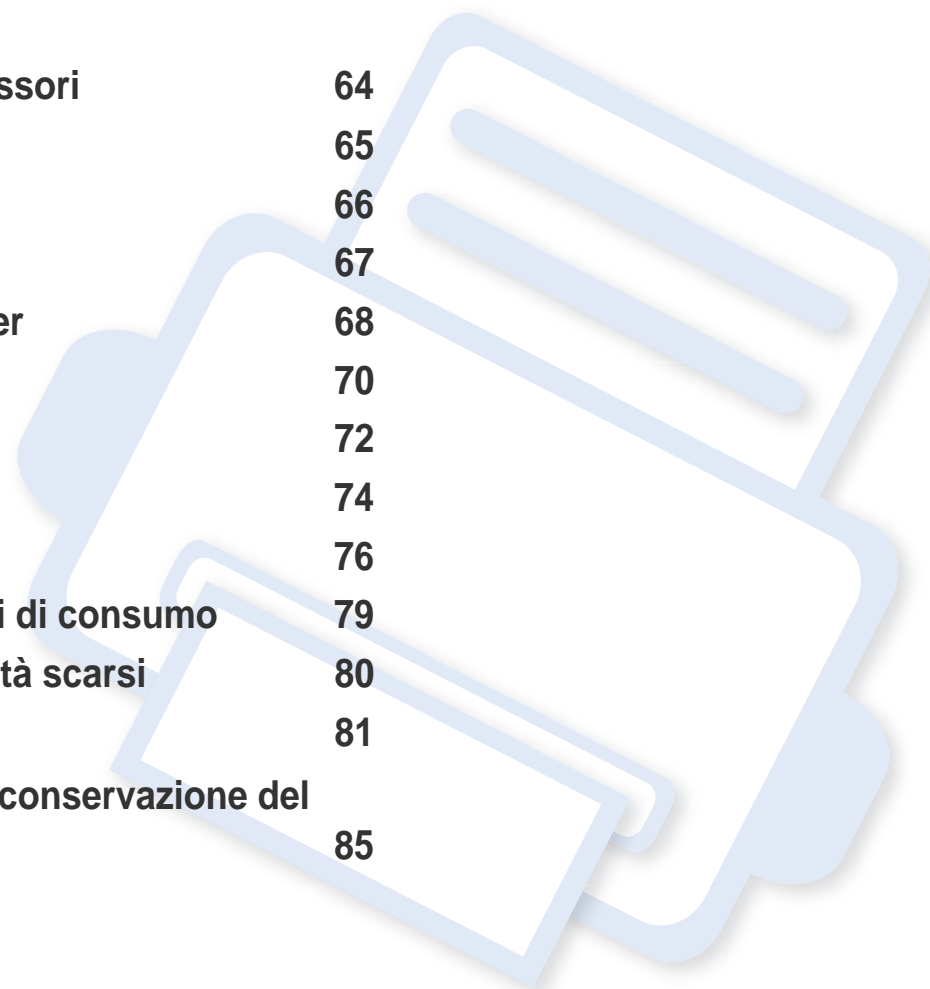 ssori 64
65
66
67
er 68
70
72
74
76
i di consumo 79
tà scarsi 80
81
conservazione del
85